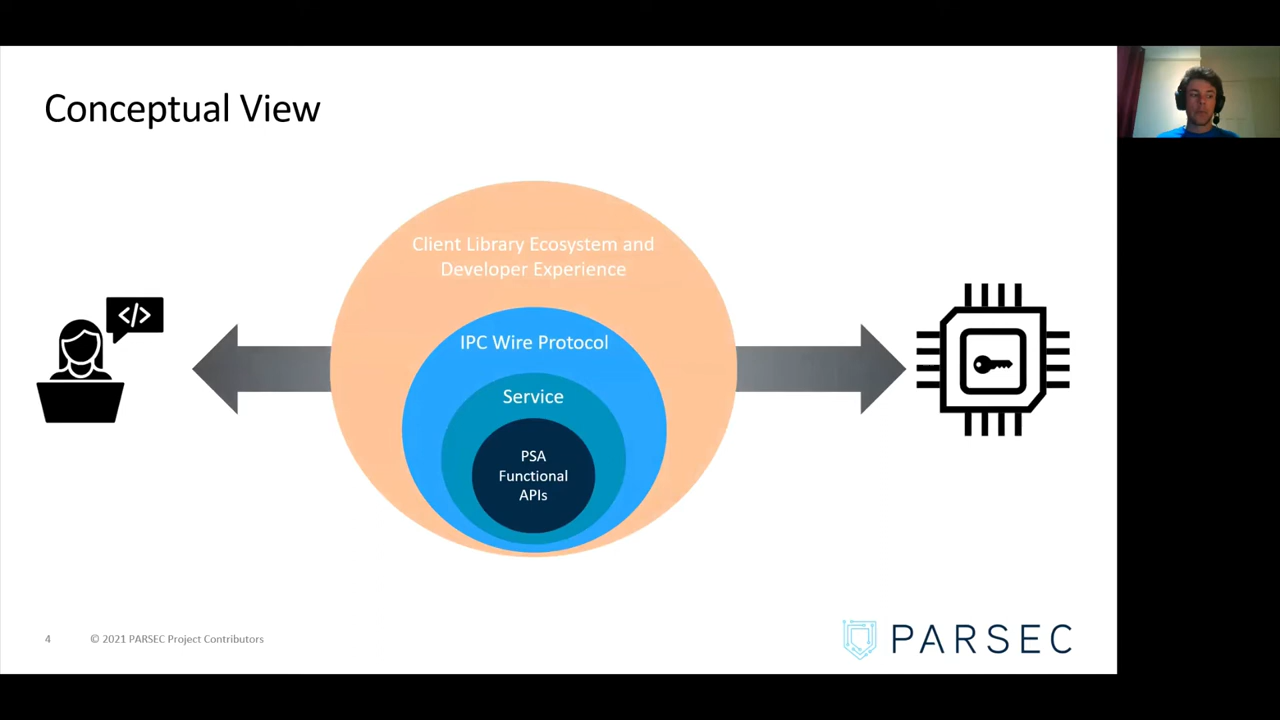 Conceptual View
Client Library Ecosystem and
Developer Experience
</>
IPC Wire Protocol
Service
PSA
Functional
APIs
4
© 2021 PARSEC Project Contributors
PARSEC